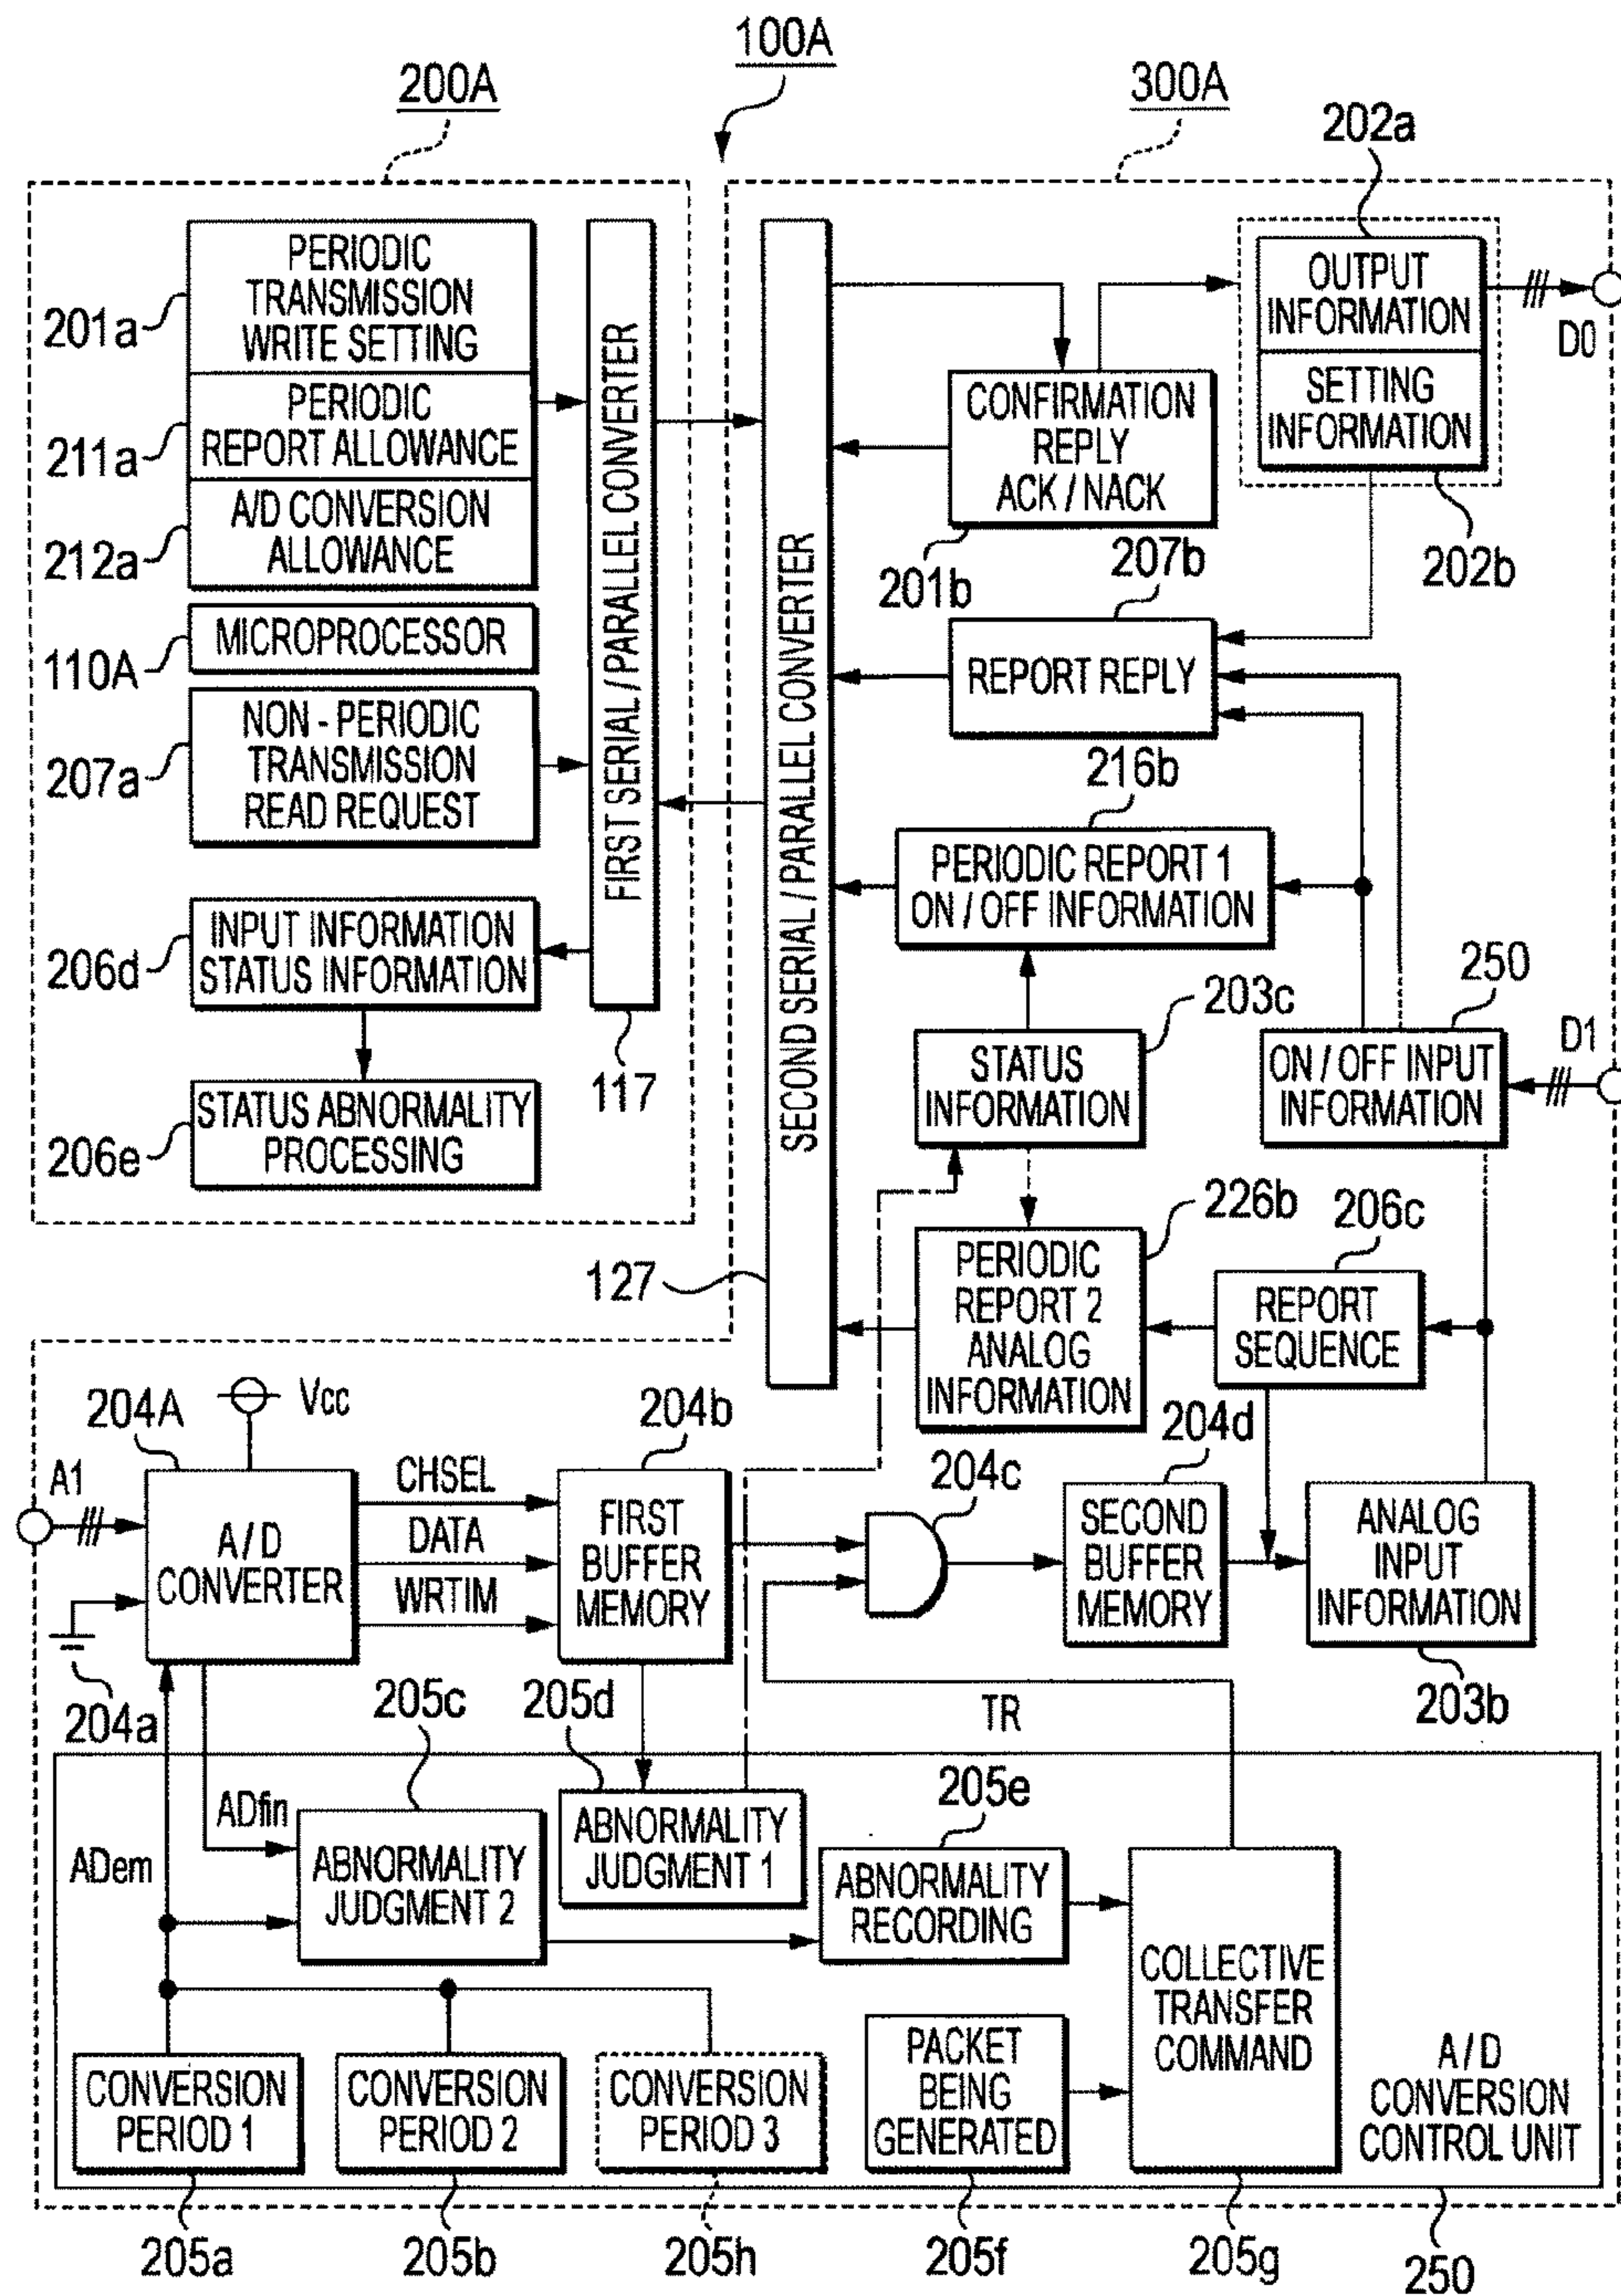 100A
200A
300A
202a
PERIODIC
TRANSMISSION
WRITE SETTING
201a
PERIODIC
REPORT ALLOWANCE
211a
A/D CONVERSION
ALLOWANCE
212a
MICROPROCESSOR
110A
NON - PERIODIC
TRANSMISSION
READ REQUEST
207a
INPUT INFORMATION
STATUS INFORMATION
206d
STATUS ABNORMALITY
PROCESSING
206e
FIRST SERIAL / PARALLEL CONVERTER
117
SECOND SERIAL / PARALLEL CONVERTER
127
OUTPUT
INFORMATION
D0
SETTING
INFORMATION
202b
CONFIRMATION
REPLY
ACK / NACK
201b
207b
REPORT REPLY
216b
PERIODIC REPORT 1
ON / OFF INFORMATION
203c
250
STATUS
INFORMATION
ON / OFF INPUT
INFORMATION
D1
226b
206c
PERIODIC
REPORT 2
ANALOG
INFORMATION
REPORT
SEQUENCE
204A
Vcc
204b
204c
204d
A1
A / D
CONVERTER
CHSEL
DATA
WRTIM
FIRST
BUFFER
MEMORY
SECOND
BUFFER
MEMORY
ANALOG
INPUT
INFORMATION
204a
205c
205d
TR
203b
ADfin
ADem
ABNORMALITY
JUDGMENT 2
ABNORMALITY
JUDGMENT 1
205e
ABNORMALITY
RECORDING
COLLECTIVE
TRANSFER
COMMAND
CONVERSION
PERIOD 1
CONVERSION
PERIOD 2
CONVERSION
PERIOD 3
PACKET
BEING
GENERATED
A / D
CONVERSION
CONTROL UNIT
205a
205b
205h
205f
205g
250